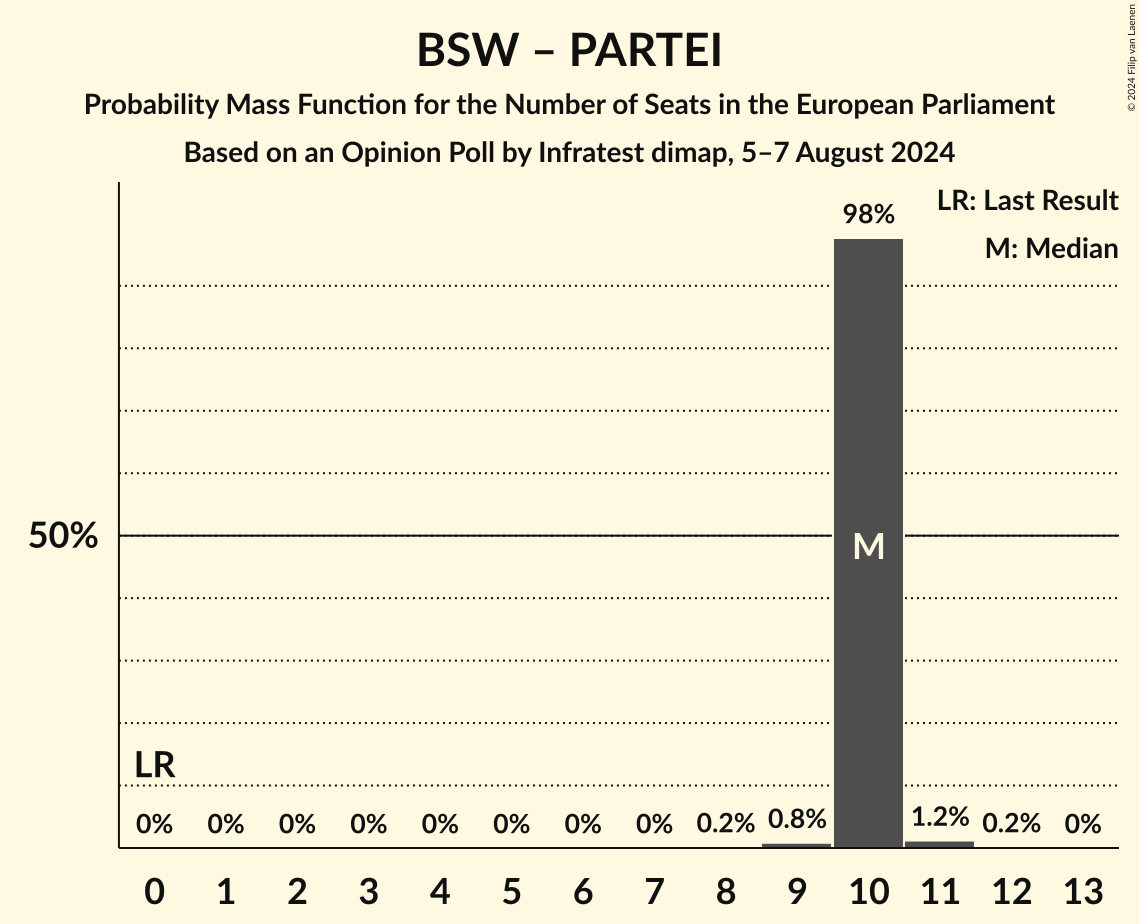 BSW – PARTEI
Probability Mass Function for the Number of Seats in the European Parliament
Based on an Opinion Poll by Infratest dimap, 5–7 August 2024
© 2024 Filip van Laenen
LR: Last Result
M: Median
98%
50%
M
LR
0% 0% 0% 0% 0% 0% 0% 0% 0.2% 0.8% 1.2% 0.2% 0%
0 1 2 3 4 5 6 7 8 9 10 11 12 13